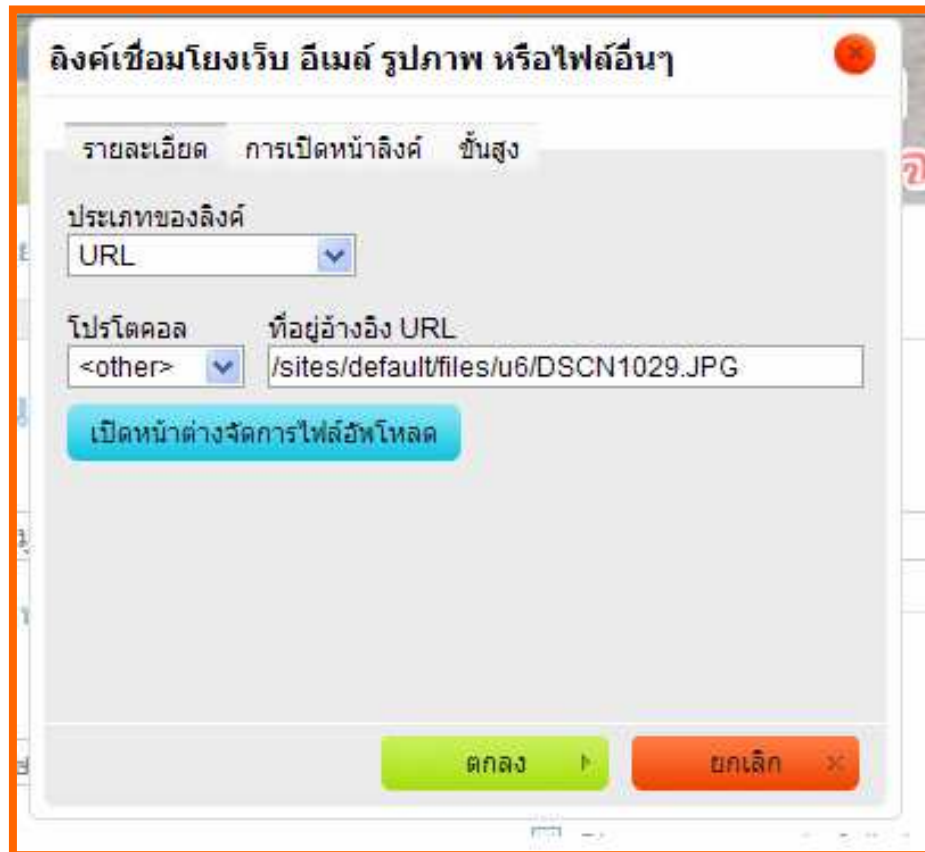 ลิงค์เชื่อมโยงเว็บ อีเมล์ รูปภาพ หรือไฟล์อื่นๆ
รายละเอียด การเปิดหน้าลิงค์ ขั้นสูง
ประเภทของลิงค์
URL
โปรโตคอล ที่อยู่อ้างอิง URL
<other> /sites/default/files/u6/DSCN1029.JPG
เปิดหน้าต่างจัดการไฟล์อัพโหลด
ตกลง ยกเลิก